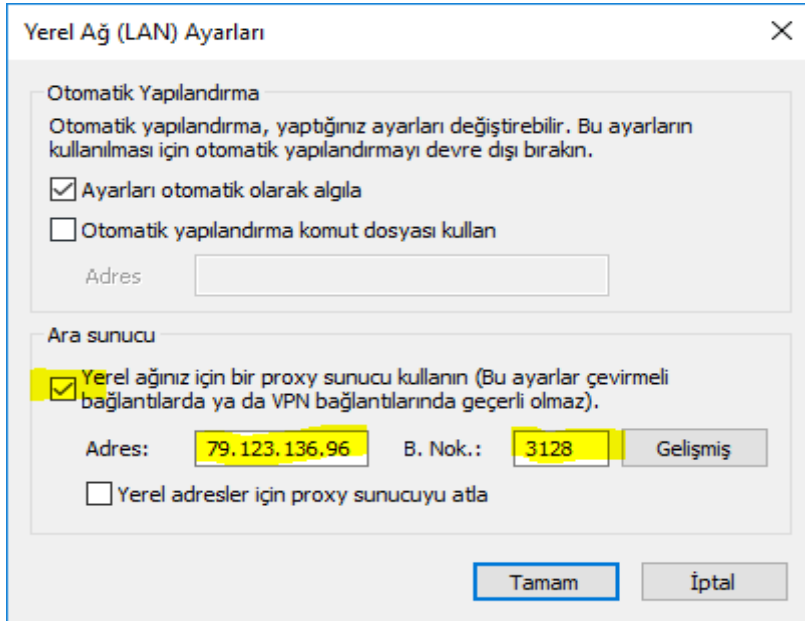 Yerel Ağ (LAN) Ayarları
Otomatik Yapılandırma
Otomatik yapılandırma, yaptığınız ayarları değiştirebilir. Bu ayarların
kullanılması için otomatik yapılandırmayı devre dışı bırakın.
Ayarları otomatik olarak algıla
Otomatik yapılandırma komut dosyası kullan
Adres
Ara sunucu
Yerel ağınız için bir proxy sunucu kullanın (Bu ayarlar çevirmeli
bağlantılarda ya da VPN bağlantılarında geçerli olmaz).
Adres: 79.123.136.96 B. Nok.: 3128 Gelişmiş
Yerel adresler için proxy sunucuyu atla
Tamam İptal